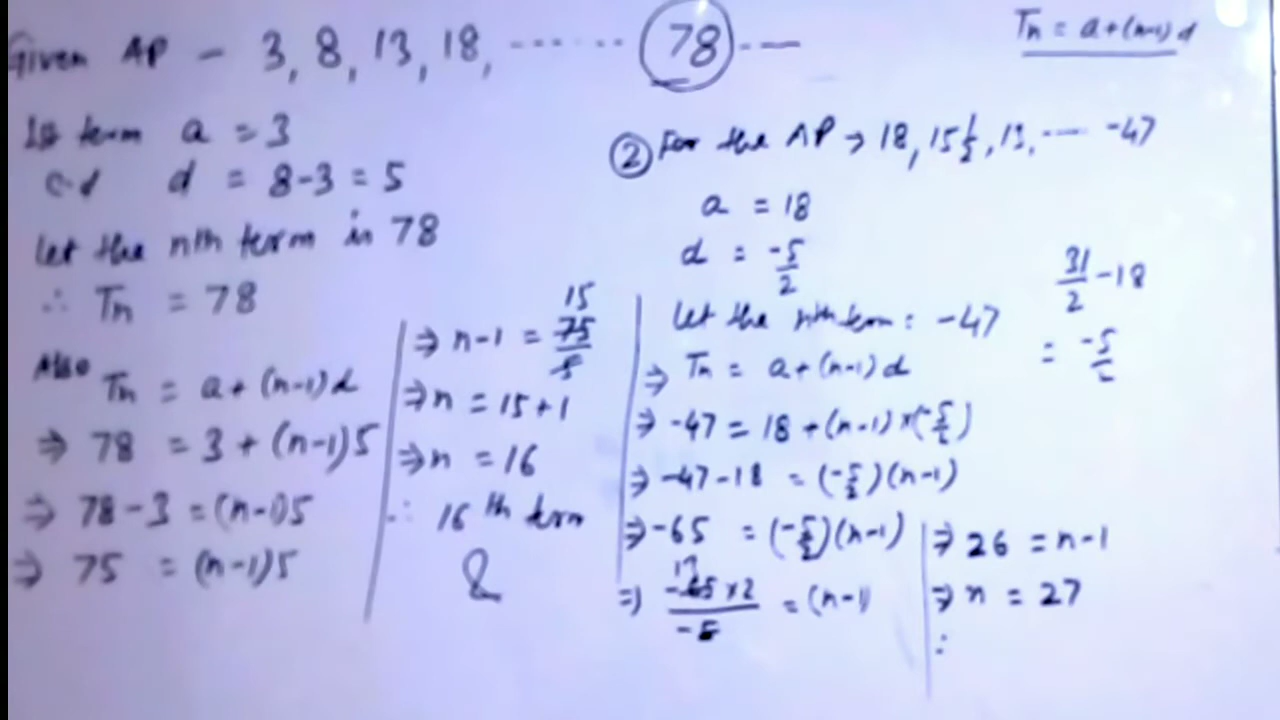 Given AP - 3, 8, 13, 18, ------- 78 ---
Tn = a+(n-1)d
1st term a = 3
c.d d = 8-3 = 5
Let the nth term is 78
∴ Tn = 78
Also Tn = a+(n-1)d
⇒ 78 = 3+(n-1)5
⇒ 78-3 = (n-1)5
⇒ 75 = (n-1)5
15
⇒ n-1 = 75/5
⇒ n = 15+1
⇒ n = 16
∴ 16th term
&
② For the AP → 18, 15 1/2, 13, ---- -47
a = 18
d = -5/2
31/2 - 18
= -5/2
Let the nth term = -47
⇒ Tn = a+(n-1)d
⇒ -47 = 18+(n-1)×(-5/2)
⇒ -47-18 = (-5/2)(n-1)
⇒ -65 = (-5/2)(n-1)
13
⇒ -65×2/-5 = (n-1)
⇒ 26 = n-1
⇒ n = 27
: